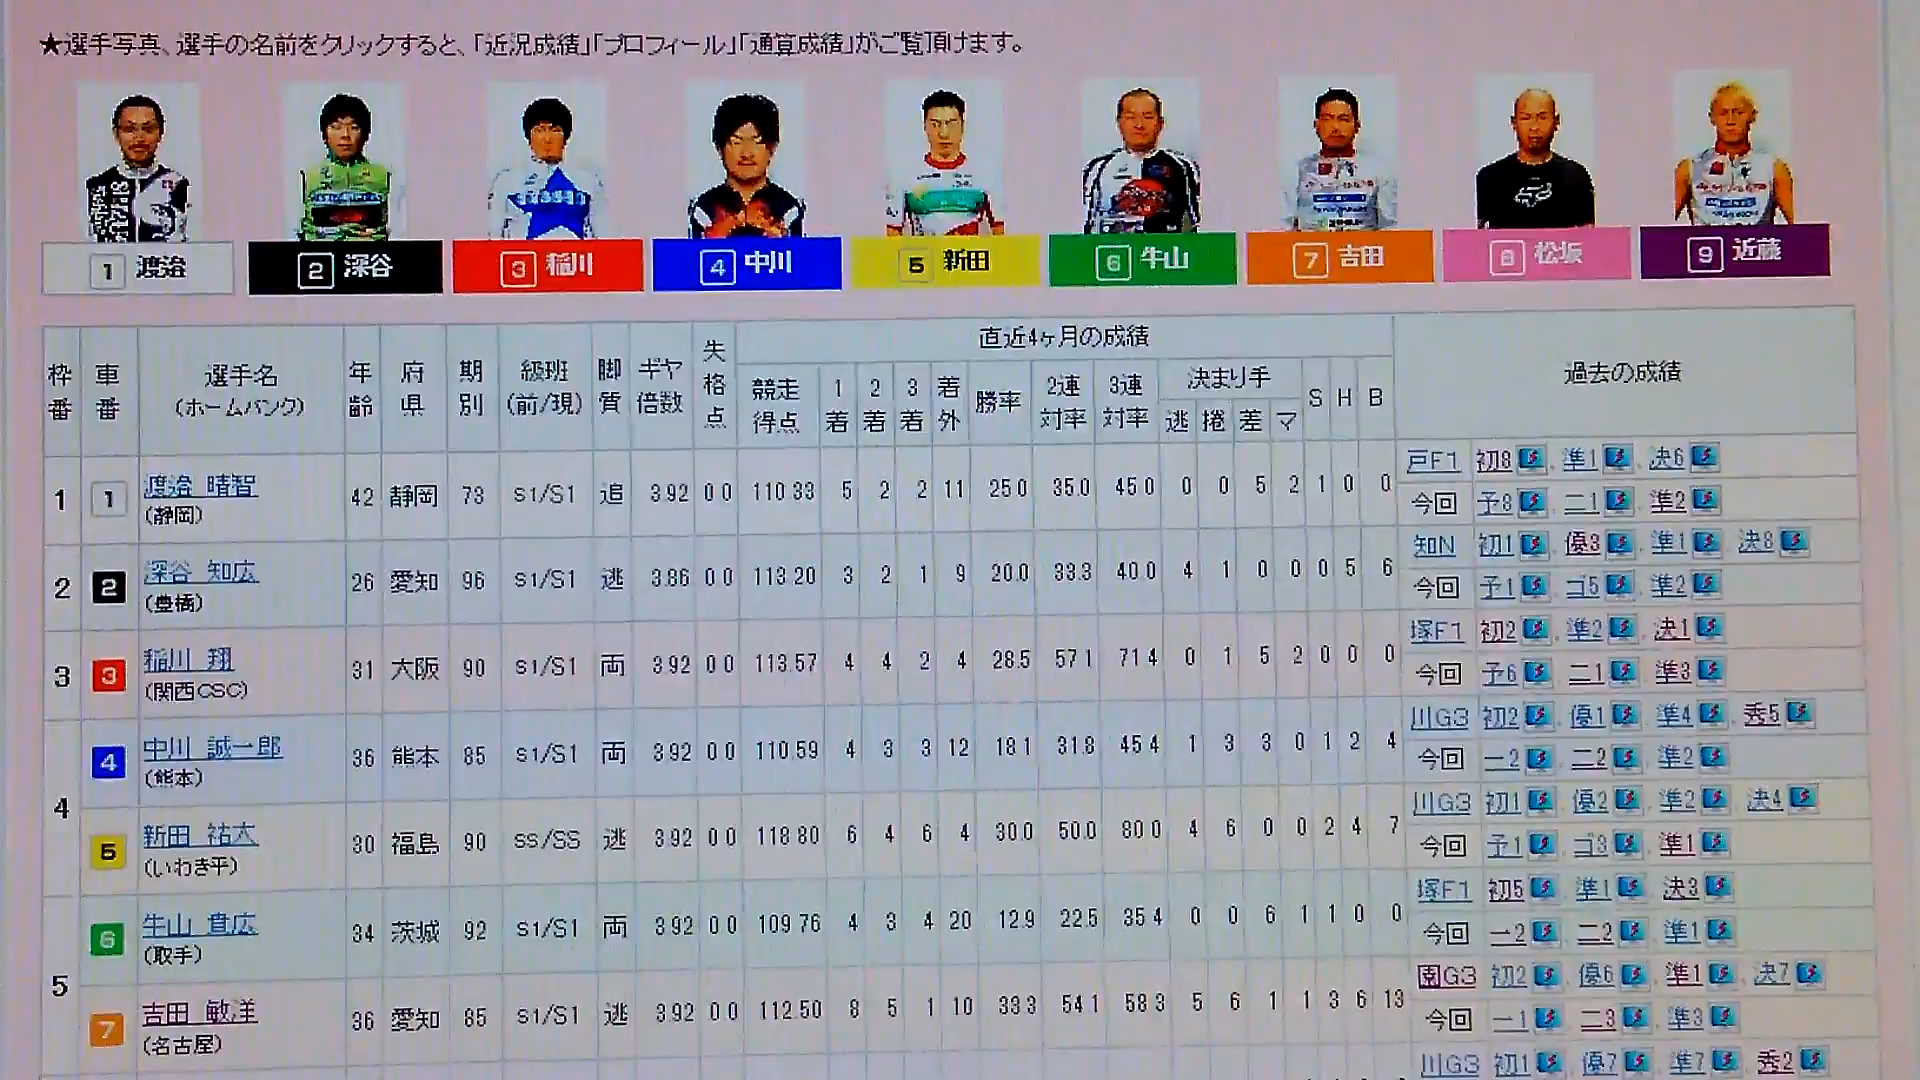 ★選手写真、選手の名前をクリックすると、「近況成績」「プロフィール」「通算成績」がご覧頂けます。
1 渡邉 2 深谷 3 稲川 4 中川 5 新田 6 牛山 7 吉田 8 松坂 9 近藤
枠番 車番 選手名(ホームバンク) 年齢 府県 期別 級班(前/現) 脚質 ギヤ倍数 失格点 直近4ヶ月の成績 過去の成績
競走得点 1着 2着 3着 着外 勝率 2連対率 3連対率 決まり手 S H B
逃 捲 差 マ
1 1 渡邉 晴智 (静岡) 42 静岡 73 S1/S1 追 3.92 0.0 110.33 5 2 2 11 25.0 35.0 45.0 0 0 5 2 1 0 0 戸F1 初8 . 準1 . 決6
今回 予8 . 二1 . 準2
2 2 深谷 知広 (豊橋) 26 愛知 96 S1/S1 逃 3.86 0.0 113.20 3 2 1 9 20.0 33.3 40.0 4 1 0 0 0 5 6 知N 初1 . 優3 . 準1 . 決8
今回 予1 . ゴ5 . 準2
3 3 稲川 翔 (関西CSC) 31 大阪 90 S1/S1 両 3.92 0.0 113.57 4 4 2 4 28.5 57.1 71.4 0 1 5 2 0 0 0 塚F1 初2 . 準2 . 決1
今回 予6 . 二1 . 準3
4 4 中川 誠一郎 (熊本) 36 熊本 85 S1/S1 両 3.92 0.0 110.59 4 3 3 12 18.1 31.8 45.4 1 3 3 0 1 2 4 川G3 初2 . 優1 . 準4 . 秀5
今回 一2 . 二2 . 準2
5 新田 祐大 (いわき平) 30 福島 90 SS/SS 逃 3.92 0.0 118.80 6 4 6 4 30.0 50.0 80.0 4 6 0 0 2 4 7 川G3 初1 . 優2 . 準2 . 決4
今回 予1 . ゴ3 . 準1
5 6 牛山 貴広 (取手) 34 茨城 92 S1/S1 両 3.92 0.0 109.76 4 3 4 20 12.9 22.5 35.4 0 0 6 1 1 0 0 塚F1 初5 . 準1 . 決3
今回 一2 . 二2 . 準1
7 吉田 敏洋 (名古屋) 36 愛知 85 S1/S1 逃 3.92 0.0 112.50 8 5 1 10 33.3 54.1 58.3 5 6 1 1 3 6 13 園G3 初2 . 優6 . 準1 . 決7
今回 一1 . 二3 . 準3
川G3 初1 . 優7 . 準7 . 秀2